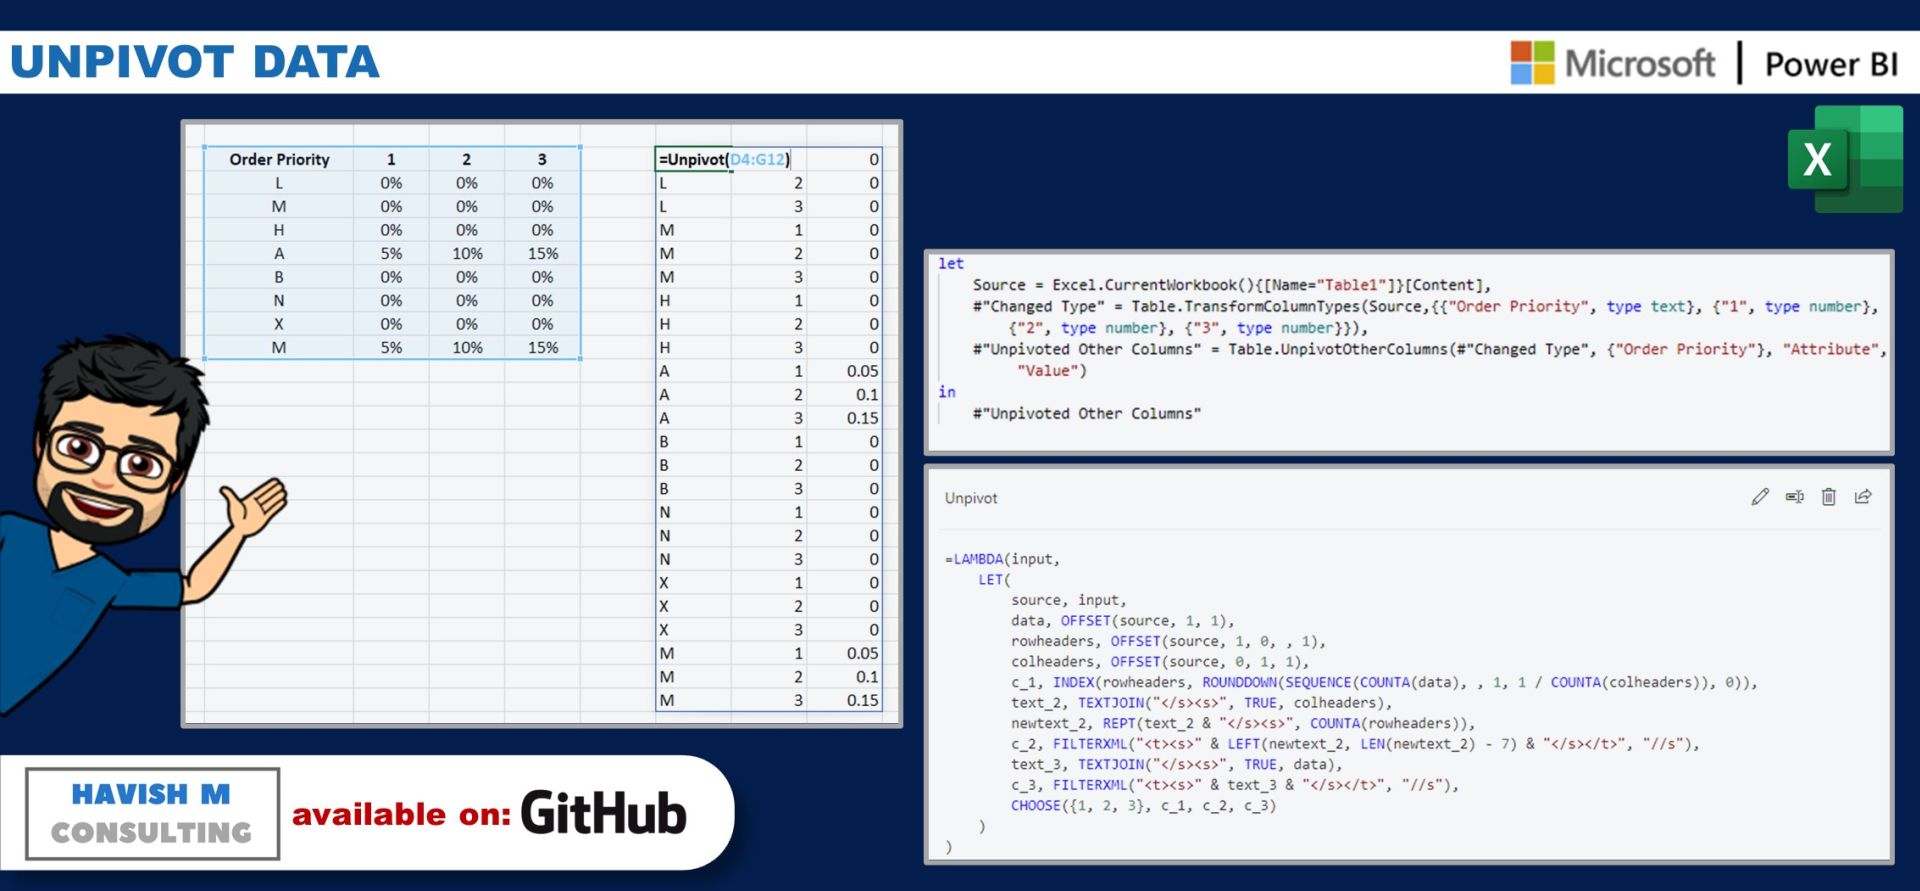 UNPIVOT DATA
Microsoft | Power BI
X
Order Priority 1 2 3
L 0% 0% 0%
M 0% 0% 0%
H 0% 0% 0%
A 5% 10% 15%
B 0% 0% 0%
N 0% 0% 0%
X 0% 0% 0%
M 5% 10% 15%
=Unpivot(D4:G12) 0
L 2 0
L 3 0
M 1 0
M 2 0
M 3 0
H 1 0
H 2 0
H 3 0
A 1 0.05
A 2 0.1
A 3 0.15
B 1 0
B 2 0
B 3 0
N 1 0
N 2 0
N 3 0
X 1 0
X 2 0
X 3 0
M 1 0.05
M 2 0.1
M 3 0.15
let
Source = Excel.CurrentWorkbook(){[Name="Table1"]}[Content],
#"Changed Type" = Table.TransformColumnTypes(Source,{{"Order Priority", type text}, {"1", type number},
{"2", type number}, {"3", type number}}),
#"Unpivoted Other Columns" = Table.UnpivotOtherColumns(#"Changed Type", {"Order Priority"}, "Attribute",
"Value")
in
#"Unpivoted Other Columns"
Unpivot
=LAMBDA(input,
LET(
source, input,
data, OFFSET(source, 1, 1),
rowheaders, OFFSET(source, 1, 0, , 1),
colheaders, OFFSET(source, 0, 1, 1),
c_1, INDEX(rowheaders, ROUNDDOWN(SEQUENCE(COUNTA(data), , 1, 1 / COUNTA(colheaders)), 0)),
text_2, TEXTJOIN("</s><s>", TRUE, colheaders),
newtext_2, REPT(text_2 & "</s><s>", COUNTA(rowheaders)),
c_2, FILTERXML("<t><s>" & LEFT(newtext_2, LEN(newtext_2) - 7) & "</s></t>", "//s"),
text_3, TEXTJOIN("</s><s>", TRUE, data),
c_3, FILTERXML("<t><s>" & text_3 & "</s></t>", "//s"),
CHOOSE({1, 2, 3}, c_1, c_2, c_3)
)
)
HAVISH M
CONSULTING
available on: GitHub